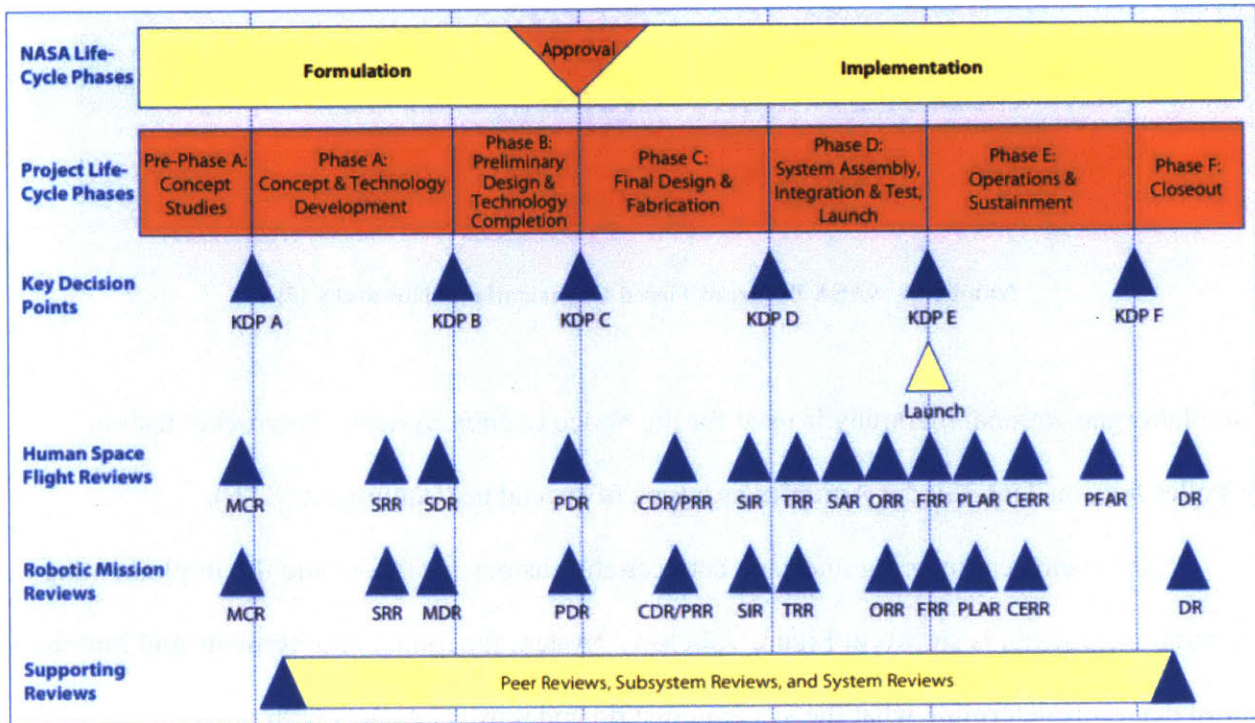 NASA Life-
Cycle Phases
Formulation
Approval
Implementation
Project Life-
Cycle Phases
Pre-Phase A:
Concept
Studies
Phase A:
Concept & Technology
Development
Phase B:
Preliminary
Design &
Technology
Completion
Phase C:
Final Design &
Fabrication
Phase D:
System Assembly,
Integration & Test,
Launch
Phase E:
Operations &
Sustainment
Phase F:
Closeout
Key Decision
Points
KDP A
KDP B
KDP C
KDP D
KDP E
KDP F
Launch
Human Space
Flight Reviews
MCR
SRR
SDR
PDR
CDR/PRR
SIR
TRR
SAR
ORR
FRR
PLAR
CERR
PFAR
DR
Robotic Mission
Reviews
MCR
SRR
MDR
PDR
CDR/PRR
SIR
TRR
ORR
FRR
PLAR
CERR
DR
Supporting
Reviews
Peer Reviews, Subsystem Reviews, and System Reviews